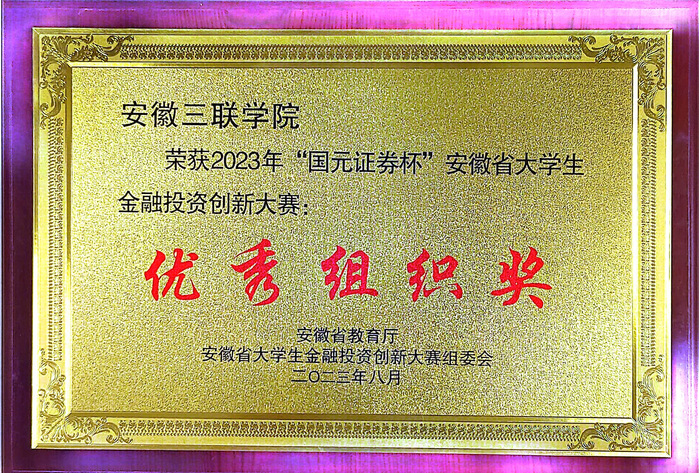 安徽三联学院
荣获2023年“国元证券杯”安徽省大学生
金融投资创新大赛：
优秀组织奖
安徽省教育厅
安徽省大学生金融投资创新大赛组委会
二〇二三年八月